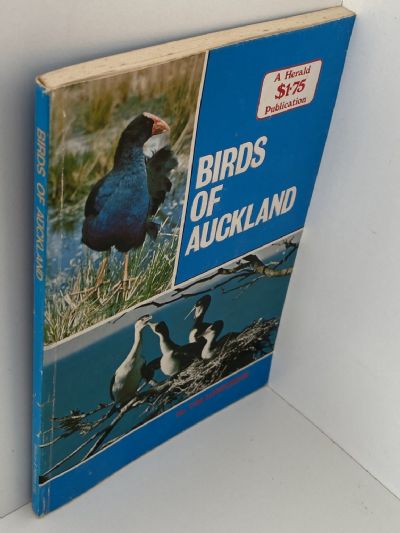 BIRDS OF AUCKLAND
A Herald
$1·75
Publication
BIRDS
OF
AUCKLAND